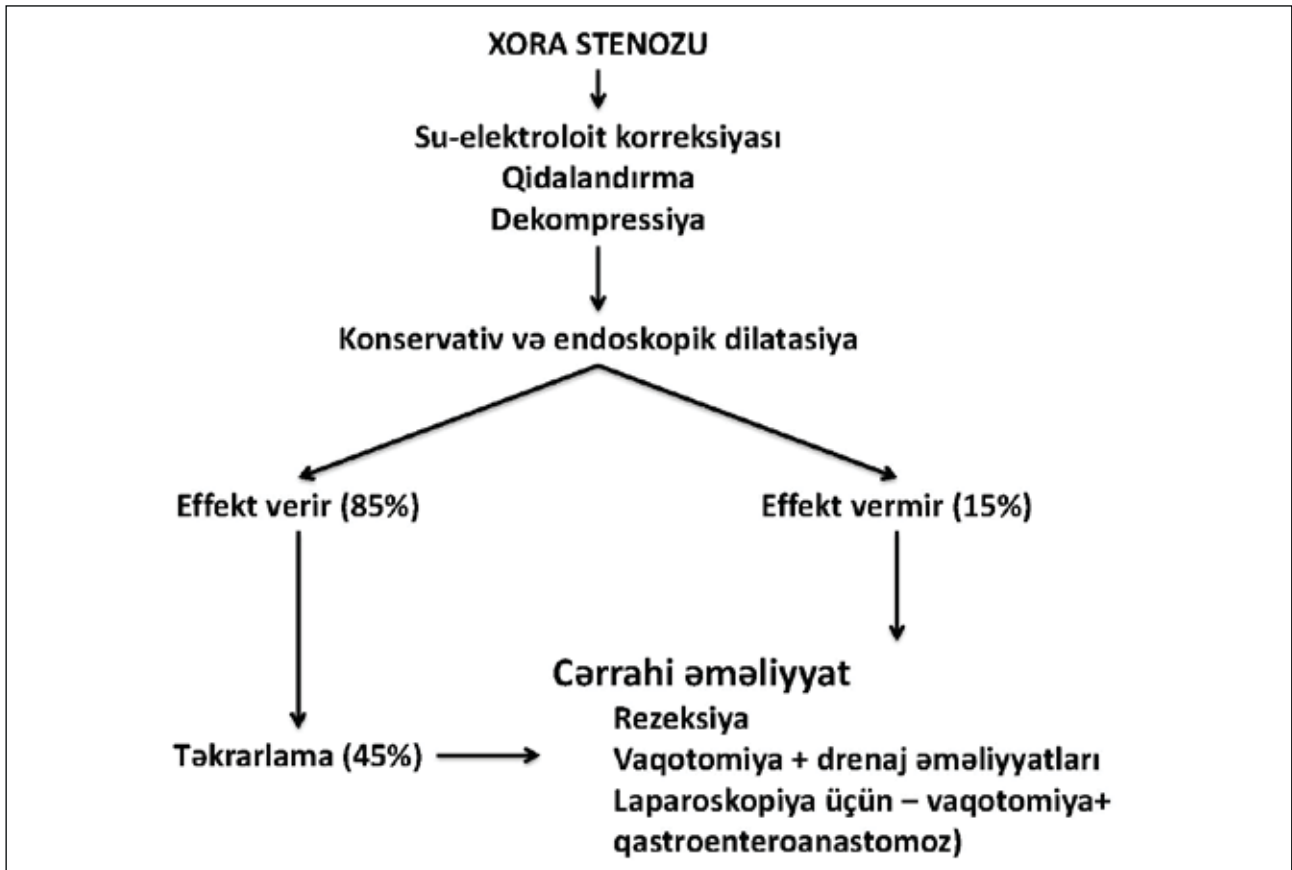 XORA STENOZU
Su-elektroloit korreksiyası
Qidalandırma
Dekompressiya
Konservativ və endoskopik dilatasiya
Effekt verir (85%)
Effekt vermir (15%)
Cərrahi əməliyyat
Rezeksiya
Təkrarlama (45%)
Vaqotomiya + drenaj əməliyyatları
Laparoskopiya üçün – vaqotomiya+
qastroenteroanastomoz)